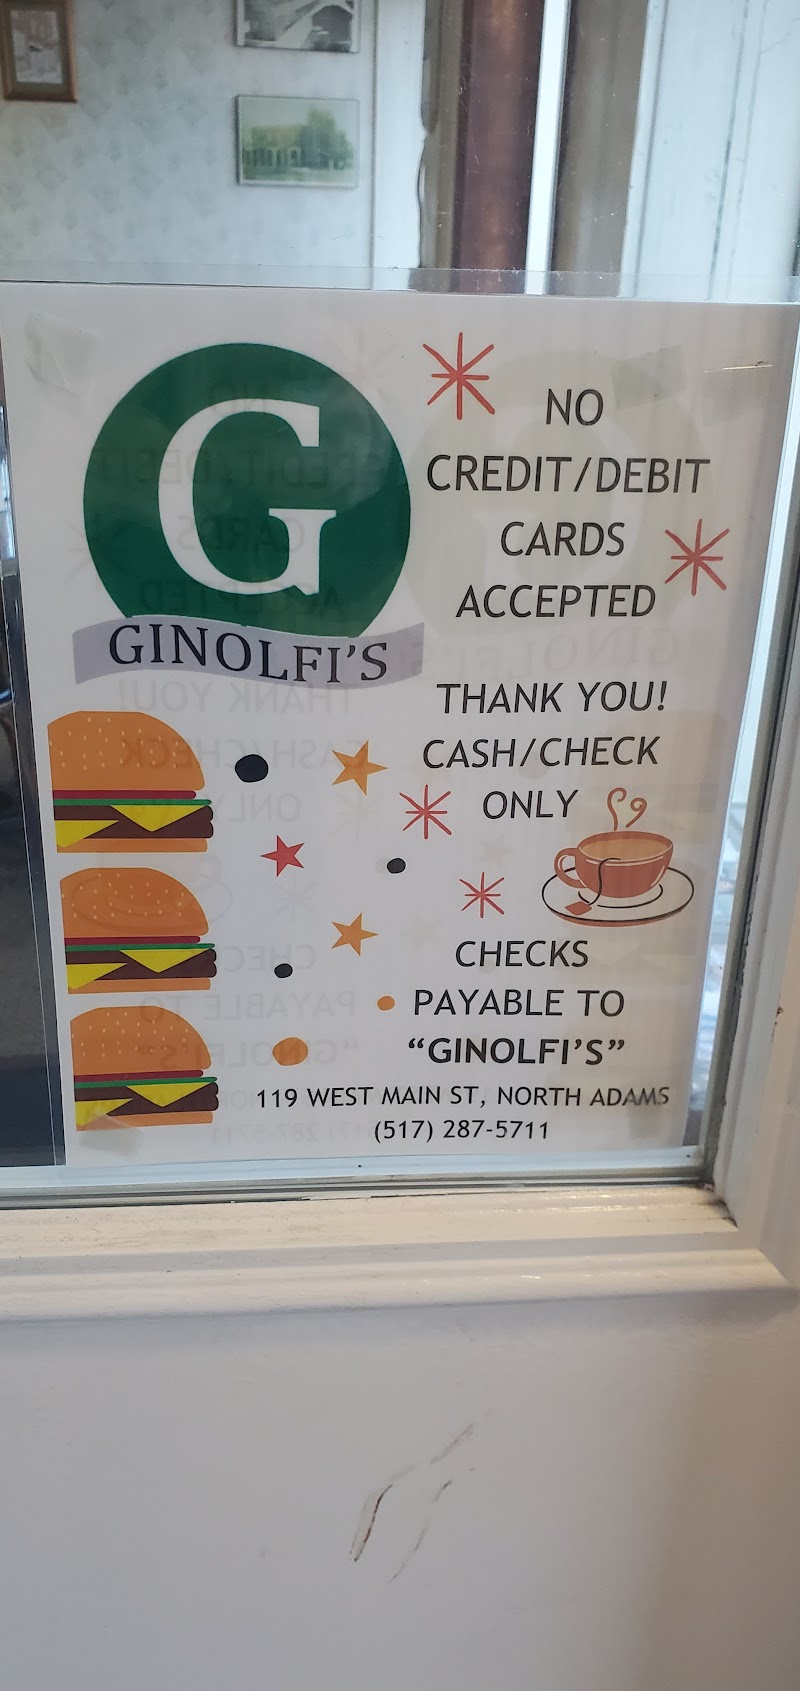 G
GINOLFI'S
NO
CREDIT/DEBIT
CARDS
ACCEPTED
THANK YOU!
CASH/CHECK
ONLY
CHECKS
PAYABLE TO
“GINOLFI’S”
119 WEST MAIN ST, NORTH ADAMS
(517) 287-5711